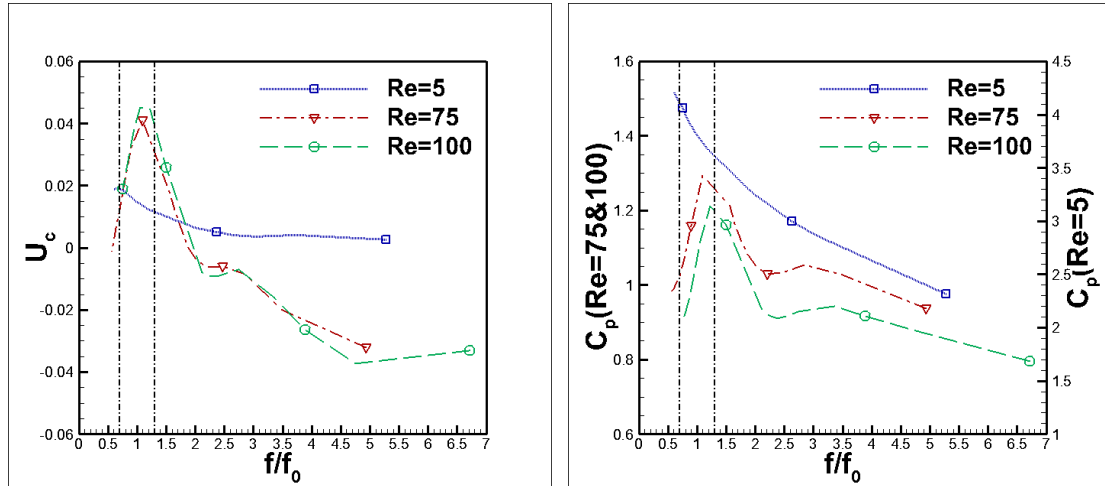 0.06
0.04
0.02
0
-0.02
-0.04
-0.06
U_c
0 0.5 1 1.5 2 2.5 3 3.5 4 4.5 5 5.5 6 6.5 7
f/f_0
Re=5
Re=75
Re=100
1.6
1.4
1.2
1
0.8
0.6
C_p(Re=75&100)
0 0.5 1 1.5 2 2.5 3 3.5 4 4.5 5 5.5 6 6.5 7
f/f_0
Re=5
Re=75
Re=100
4.5
4
3.5
3
2.5
2
1.5
1
C_p(Re=5)